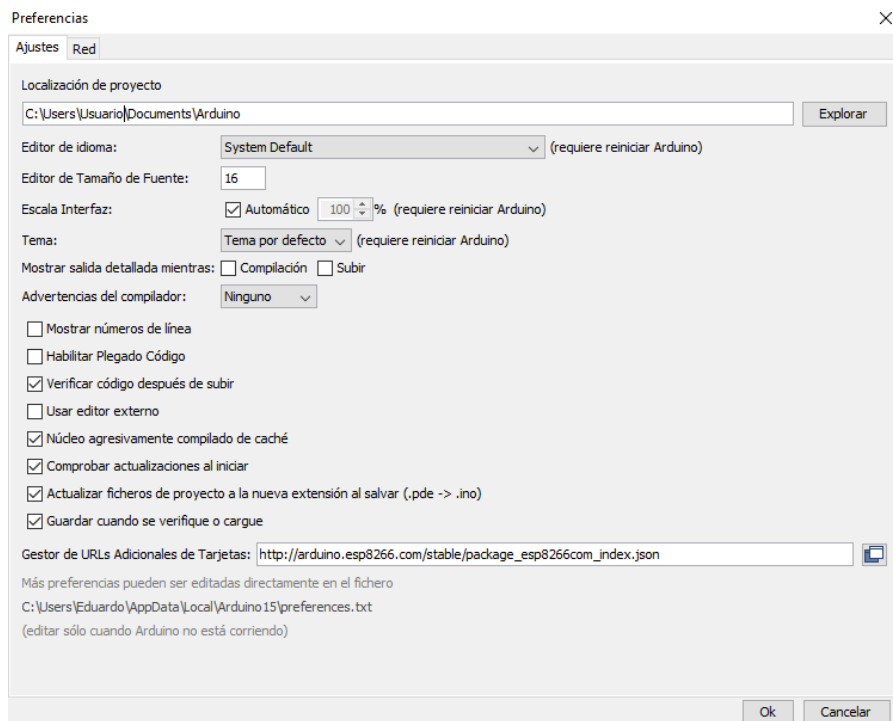 Preferencias
Ajustes Red
Localización de proyecto
C:\Users\Usuario\Documents\Arduino Explorar
Editor de idioma: System Default (requiere reiniciar Arduino)
Editor de Tamaño de Fuente: 16
Escala Interfaz: Automático 100 % (requiere reiniciar Arduino)
Tema: Tema por defecto (requiere reiniciar Arduino)
Mostrar salida detallada mientras: Compilación Subir
Advertencias del compilador: Ninguno
Mostrar números de línea
Habilitar Plegado Código
Verificar código después de subir
Usar editor externo
Núcleo agresivamente compilado de caché
Comprobar actualizaciones al iniciar
Actualizar ficheros de proyecto a la nueva extensión al salvar (.pde -> .ino)
Guardar cuando se verifique o cargue
Gestor de URLs Adicionales de Tarjetas: http://arduino.esp8266.com/stable/package_esp8266com_index.json
Más preferencias pueden ser editadas directamente en el fichero
C:\Users\Eduardo\AppData\Local\Arduino15\preferences.txt
(editar sólo cuando Arduino no está corriendo)
Ok Cancelar